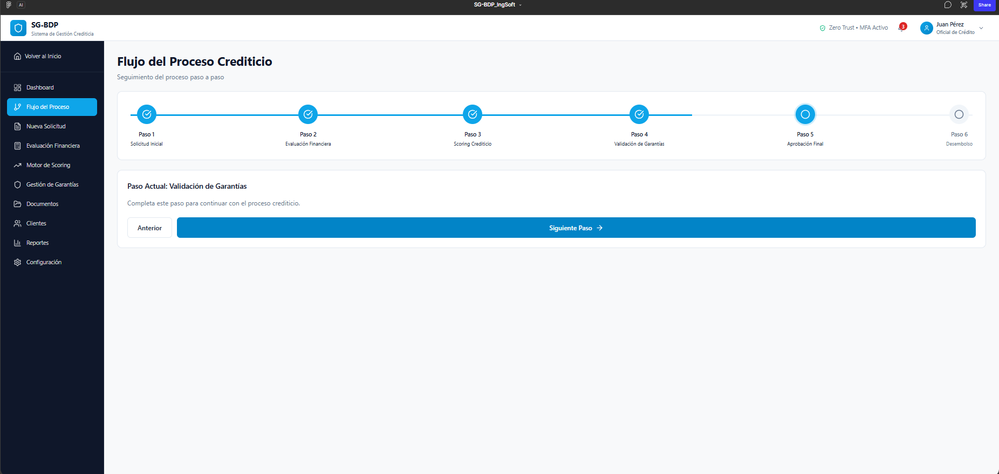 AI
SG-BDP_IngSoft
Share
SG-BDP
Sistema de Gestión Crediticia
Zero Trust • MFA Activo
3
Juan Pérez
Oficial de Crédito
Volver al Inicio
Dashboard
Flujo del Proceso
Nueva Solicitud
Evaluación Financiera
Motor de Scoring
Gestión de Garantías
Documentos
Clientes
Reportes
Configuración
Flujo del Proceso Crediticio
Seguimiento del proceso paso a paso
Paso 1
Solicitud Inicial
Paso 2
Evaluación Financiera
Paso 3
Scoring Crediticio
Paso 4
Validación de Garantías
Paso 5
Aprobación Final
Paso 6
Desembolso
Paso Actual: Validación de Garantías
Completa este paso para continuar con el proceso crediticio.
Anterior
Siguiente Paso →